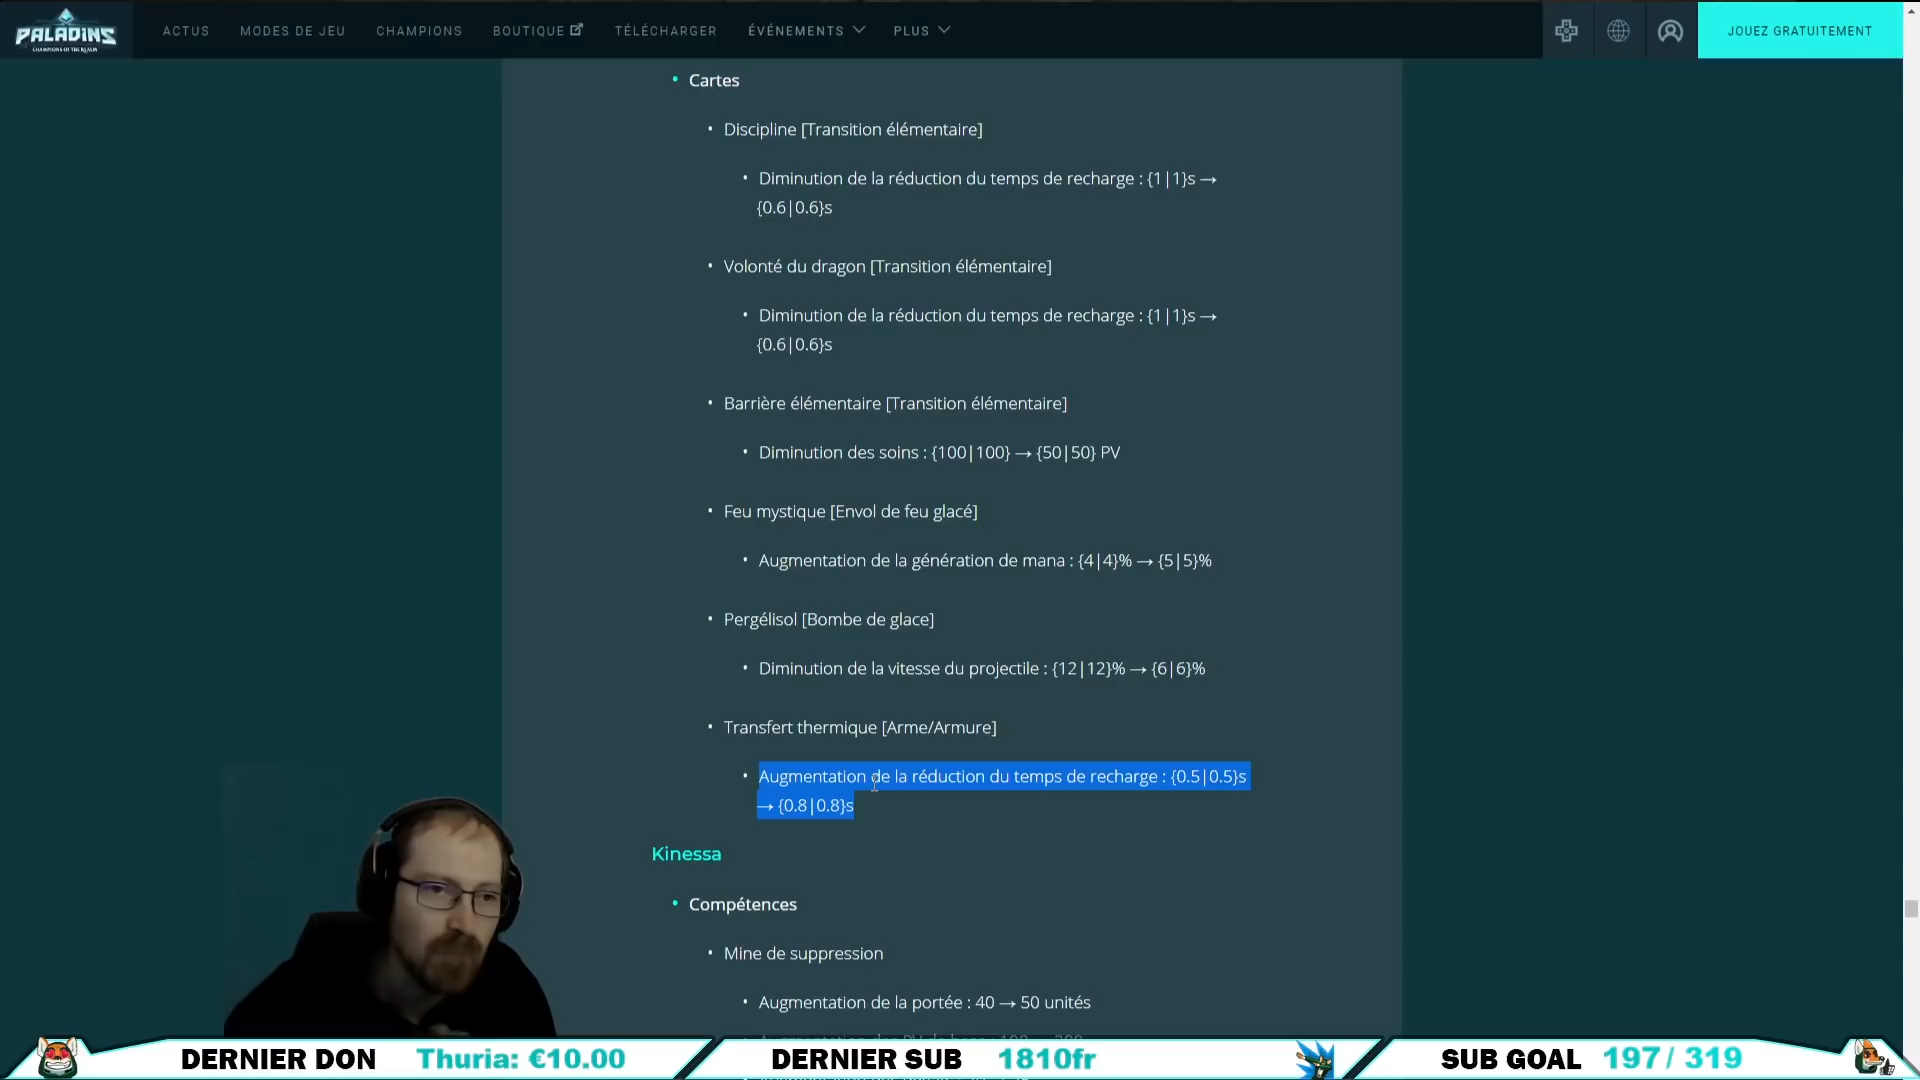 PALADINS
CHAMPIONS OF THE REALM
ACTUS
MODES DE JEU
CHAMPIONS
BOUTIQUE
TÉLÉCHARGER
ÉVÉNEMENTS
PLUS
JOUEZ GRATUITEMENT
• Cartes
• Discipline [Transition élémentaire]
• Diminution de la réduction du temps de recharge : {1|1}s →
{0.6|0.6}s
• Volonté du dragon [Transition élémentaire]
• Diminution de la réduction du temps de recharge : {1|1}s →
{0.6|0.6}s
• Barrière élémentaire [Transition élémentaire]
• Diminution des soins : {100|100} → {50|50} PV
• Feu mystique [Envol de feu glacé]
• Augmentation de la génération de mana : {4|4}% → {5|5}%
• Pergélisol [Bombe de glace]
• Diminution de la vitesse du projectile : {12|12}% → {6|6}%
• Transfert thermique [Arme/Armure]
• Augmentation de la réduction du temps de recharge : {0.5|0.5}s
→ {0.8|0.8}s
Kinessa
• Compétences
• Mine de suppression
• Augmentation de la portée : 40 → 50 unités
DERNIER DON Thuria: €10.00
DERNIER SUB 1810fr
SUB GOAL 197 / 319